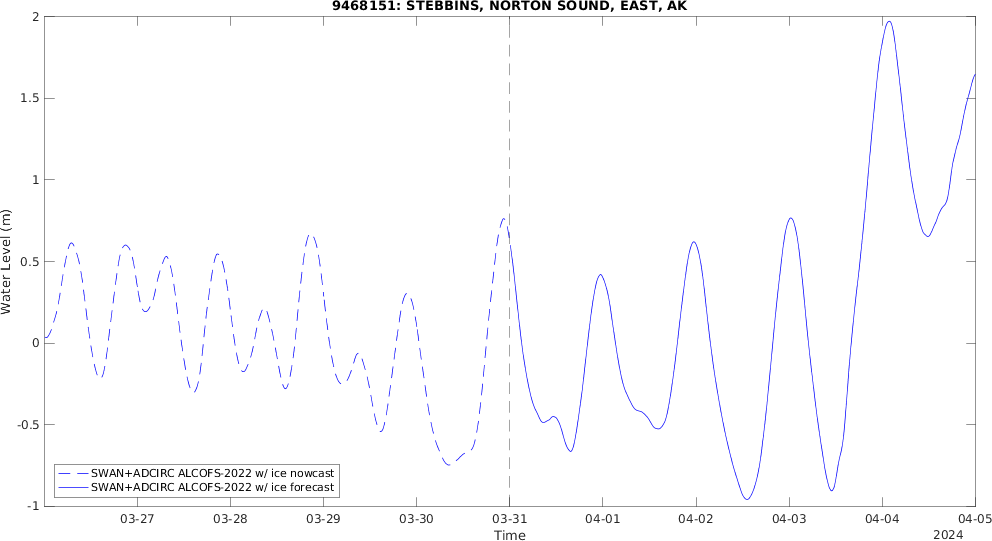 9468151: STEBBINS, NORTON SOUND, EAST, AK
2
1.5
1
0.5
0
-0.5
-1
Water Level (m)
SWAN+ADCIRC ALCOFS-2022 w/ ice nowcast
SWAN+ADCIRC ALCOFS-2022 w/ ice forecast
03-27 03-28 03-29 03-30 03-31 04-01 04-02 04-03 04-04 04-05
Time
2024